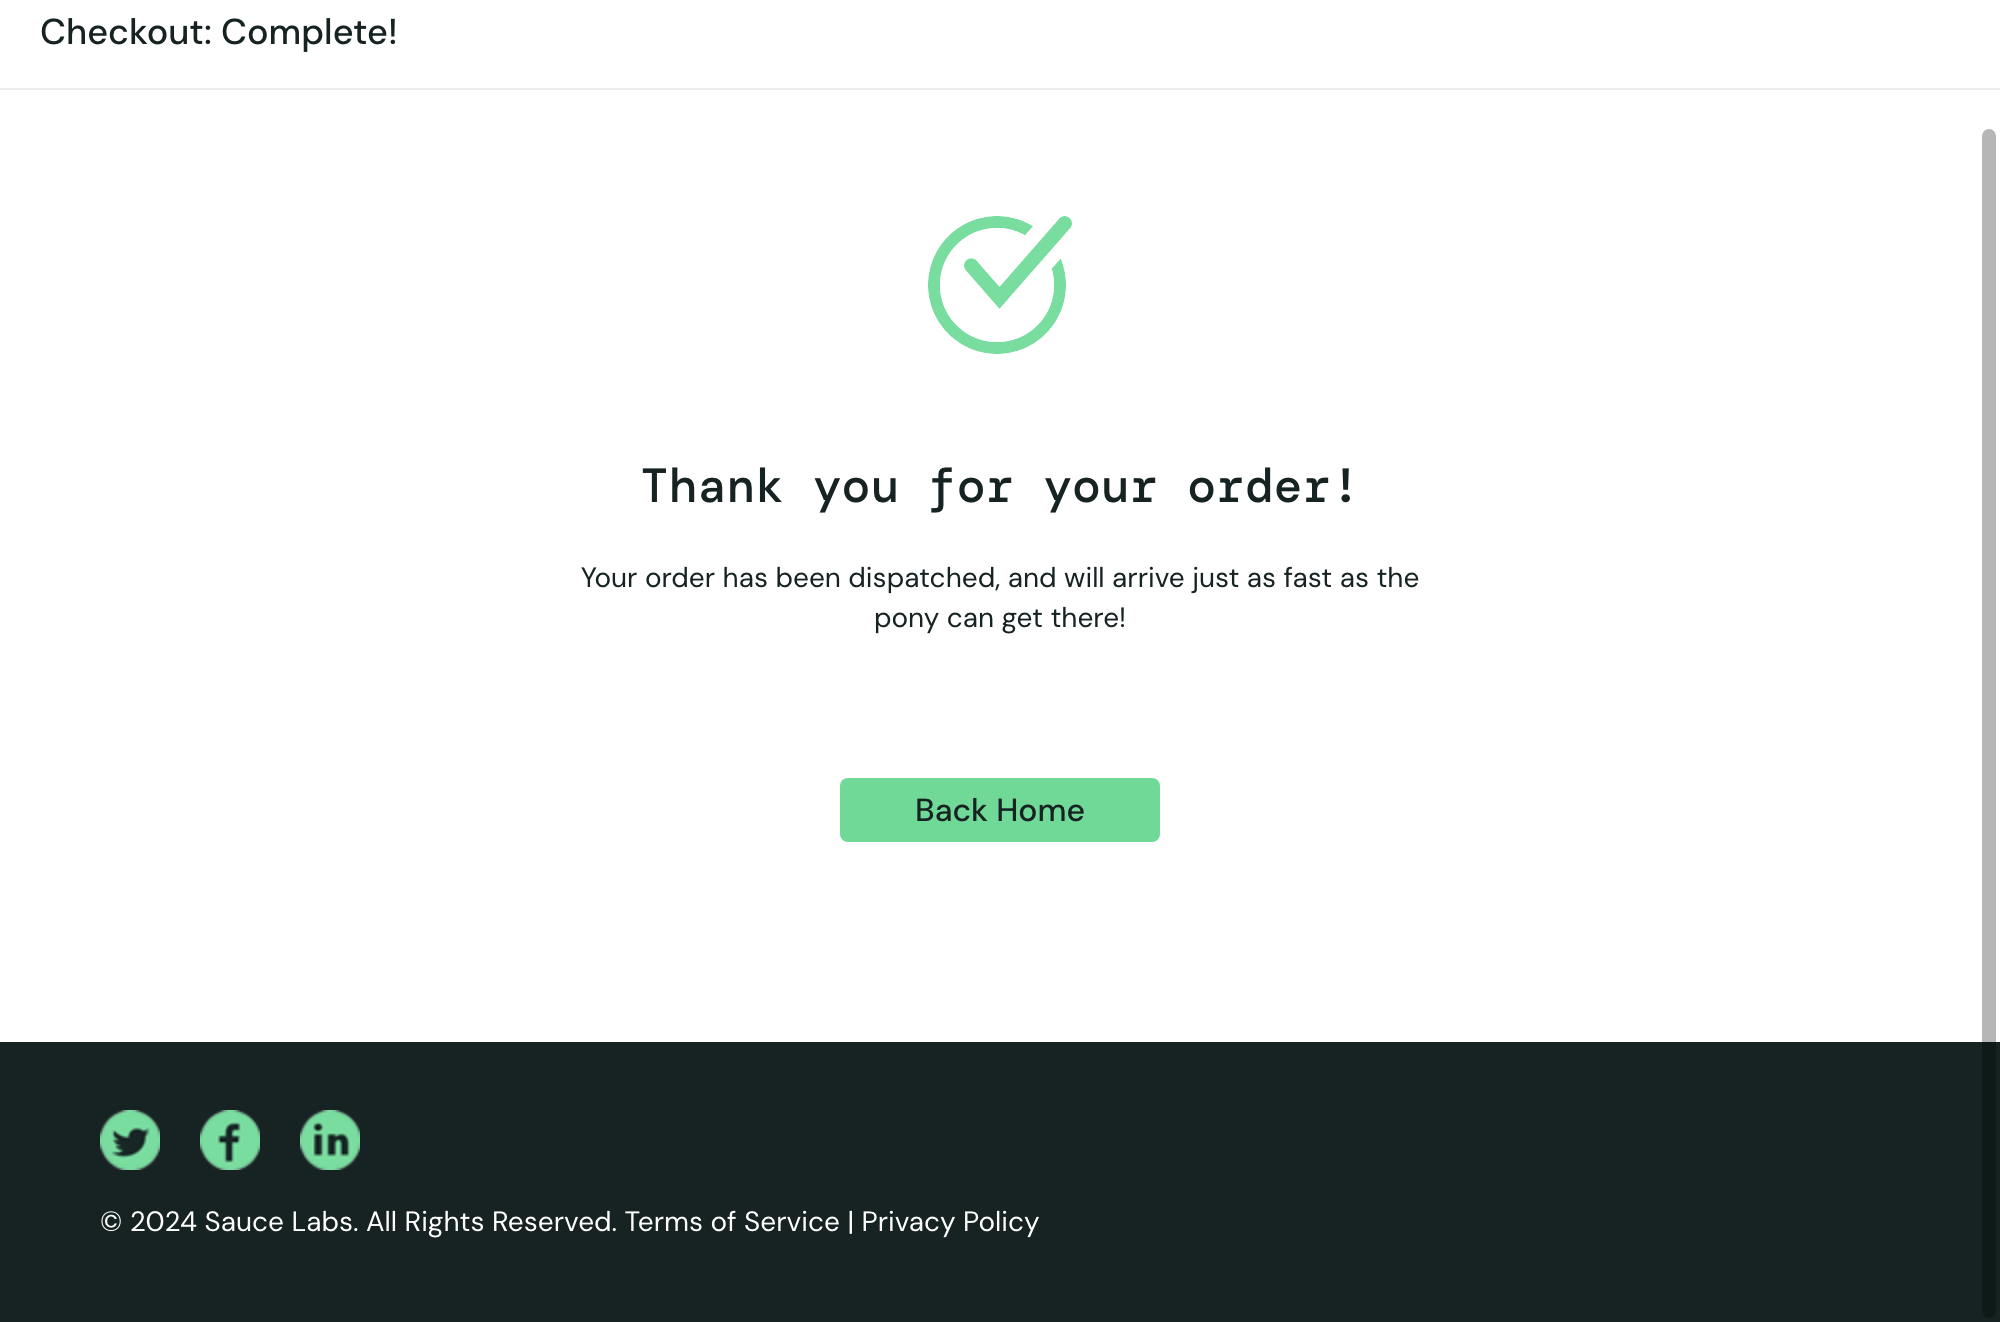 Checkout: Complete!
Thank you for your order!
Your order has been dispatched, and will arrive just as fast as the
pony can get there!
Back Home
f in
© 2024 Sauce Labs. All Rights Reserved. Terms of Service | Privacy Policy